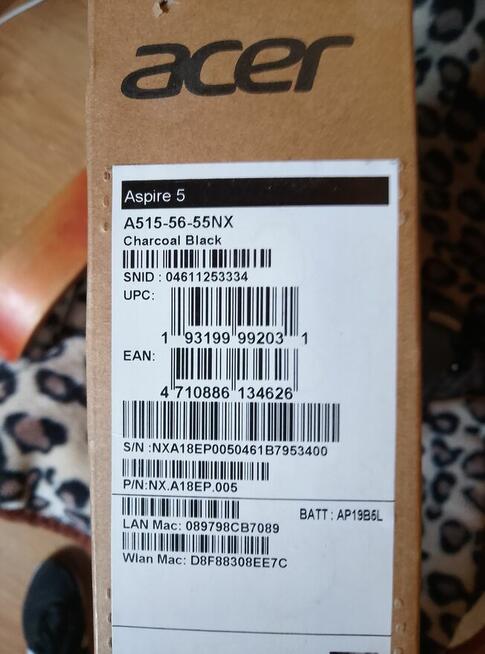 acer
Aspire 5
A515-56-55NX
Charcoal Black
SNID : 04611253334
UPC:
1 93199 99203 1
EAN:
4 710886 134626
S/N :NXA18EP0050461B7953400
P/N:NX.A18EP.005
BATT : AP19B5L
LAN Mac: 089798CB7089
Wlan Mac: D8F88308EE7C